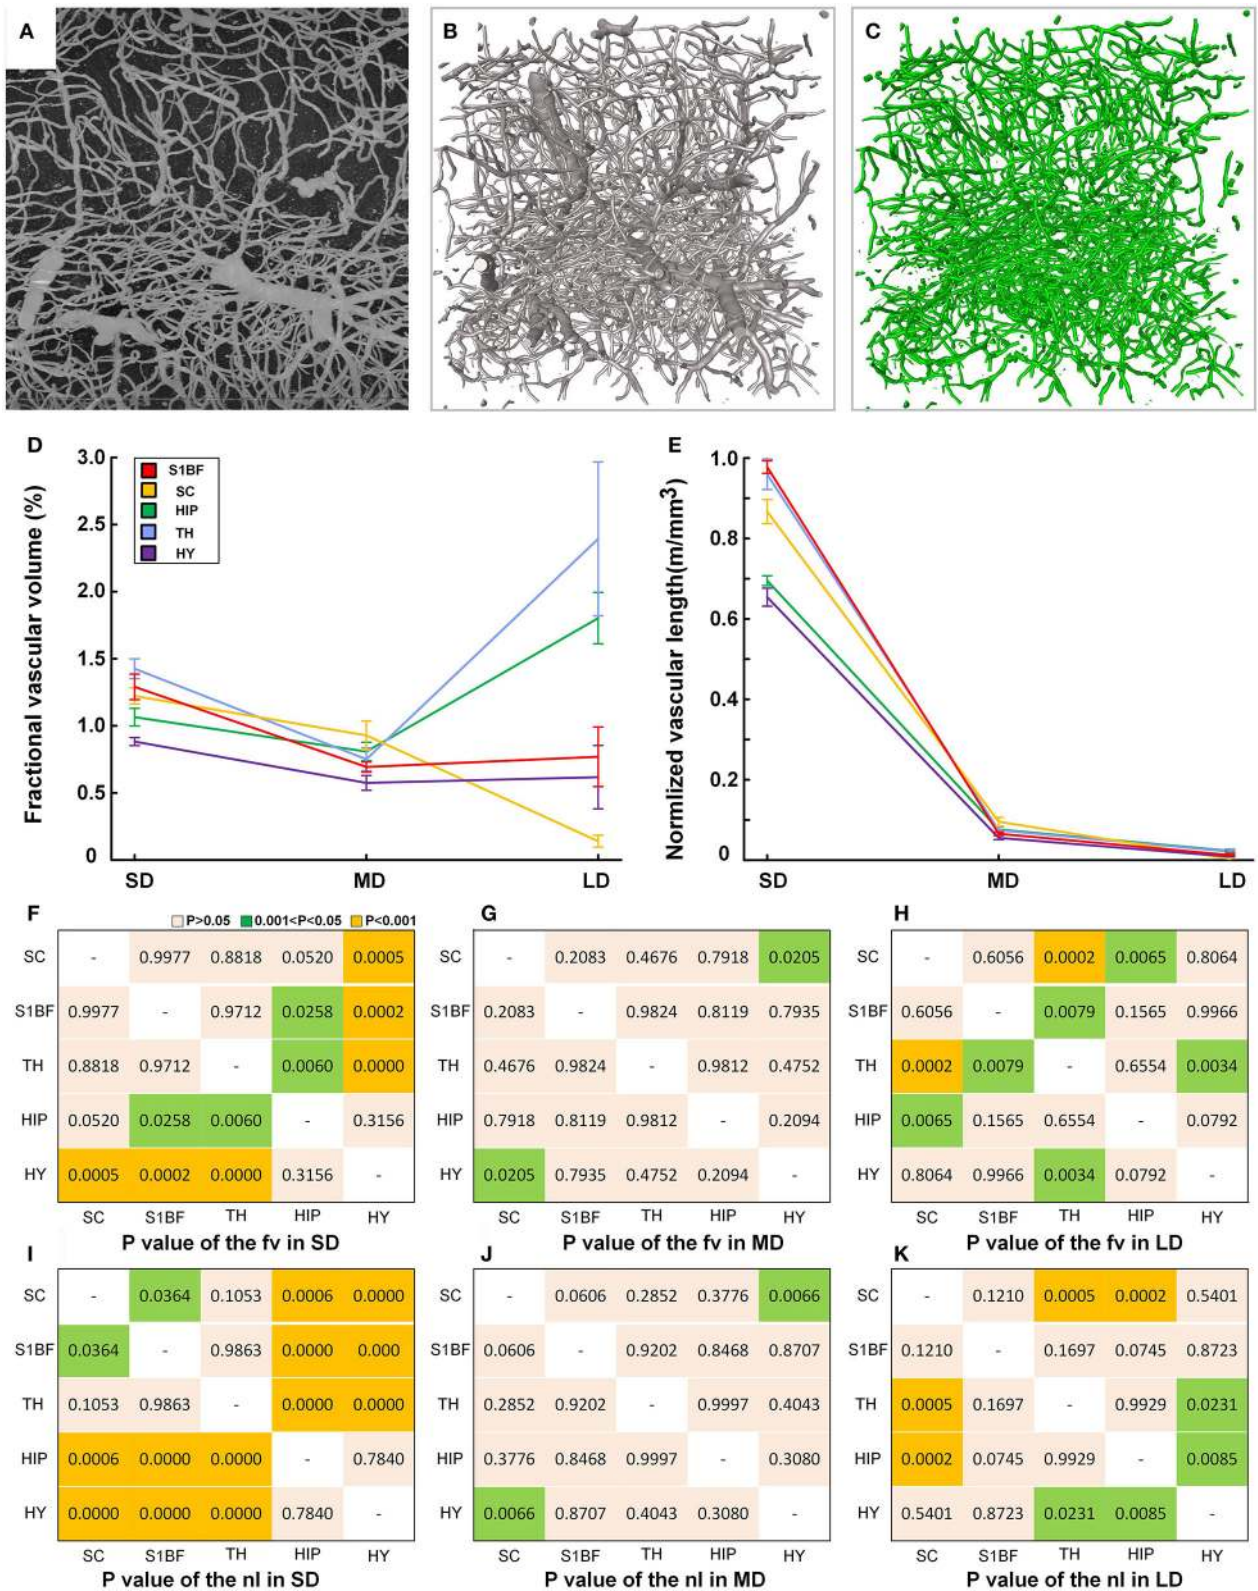 A
B
C
D
E
3.0
2.5
2.0
1.5
1.0
0.5
0
Fractional vascular volume (%)
S1BF
SC
HIP
TH
HY
SD MD LD
1.0
0.8
0.6
0.4
0.2
0
Normlized vascular length(m/mm³)
SD MD LD
F
P>0.05 0.001<P<0.05 P<0.001
SC - 0.9977 0.8818 0.0520 0.0005
S1BF 0.9977 - 0.9712 0.0258 0.0002
TH 0.8818 0.9712 - 0.0060 0.0000
HIP 0.0520 0.0258 0.0060 - 0.3156
HY 0.0005 0.0002 0.0000 0.3156 -
SC S1BF TH HIP HY
P value of the fv in SD
G
SC - 0.2083 0.4676 0.7918 0.0205
S1BF 0.2083 - 0.9824 0.8119 0.7935
TH 0.4676 0.9824 - 0.9812 0.4752
HIP 0.7918 0.8119 0.9812 - 0.2094
HY 0.0205 0.7935 0.4752 0.2094 -
SC S1BF TH HIP HY
P value of the fv in MD
H
SC - 0.6056 0.0002 0.0065 0.8064
S1BF 0.6056 - 0.0079 0.1565 0.9966
TH 0.0002 0.0079 - 0.6554 0.0034
HIP 0.0065 0.1565 0.6554 - 0.0792
HY 0.8064 0.9966 0.0034 0.0792 -
SC S1BF TH HIP HY
P value of the fv in LD
I
SC - 0.0364 0.1053 0.0006 0.0000
S1BF 0.0364 - 0.9863 0.0000 0.000
TH 0.1053 0.9863 - 0.0000 0.0000
HIP 0.0006 0.0000 0.0000 - 0.7840
HY 0.0000 0.0000 0.0000 0.7840 -
SC S1BF TH HIP HY
P value of the nl in SD
J
SC - 0.0606 0.2852 0.3776 0.0066
S1BF 0.0606 - 0.9202 0.8468 0.8707
TH 0.2852 0.9202 - 0.9997 0.4043
HIP 0.3776 0.8468 0.9997 - 0.3080
HY 0.0066 0.8707 0.4043 0.3080 -
SC S1BF TH HIP HY
P value of the nl in MD
K
SC - 0.1210 0.0005 0.0002 0.5401
S1BF 0.1210 - 0.1697 0.0745 0.8723
TH 0.0005 0.1697 - 0.9929 0.0231
HIP 0.0002 0.0745 0.9929 - 0.0085
HY 0.5401 0.8723 0.0231 0.0085 -
SC S1BF TH HIP HY
P value of the nl in LD